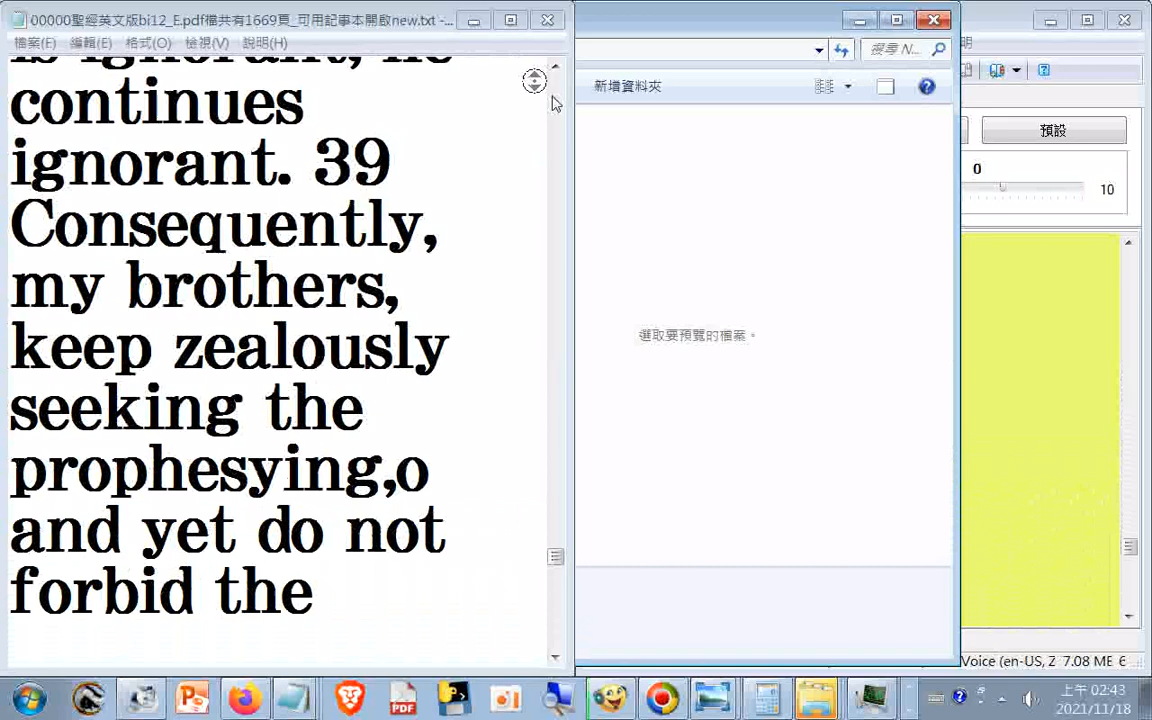 00000聖經英文版bi12_E.pdf檔共有1669頁_可用記事本開啟new.txt -...
檔案(F) 編輯(E) 格式(O) 檢視(V) 說明(H)
continues
ignorant. 39
Consequently,
my brothers,
keep zealously
seeking the
prophesying,o
and yet do not
forbid the
搜尋 N...
新增資料夾
選取要預覽的檔案。
明
預設
0
10
Voice (en-US, Z 7.08 ME 6
PDF
上午 02:43
2021/11/18